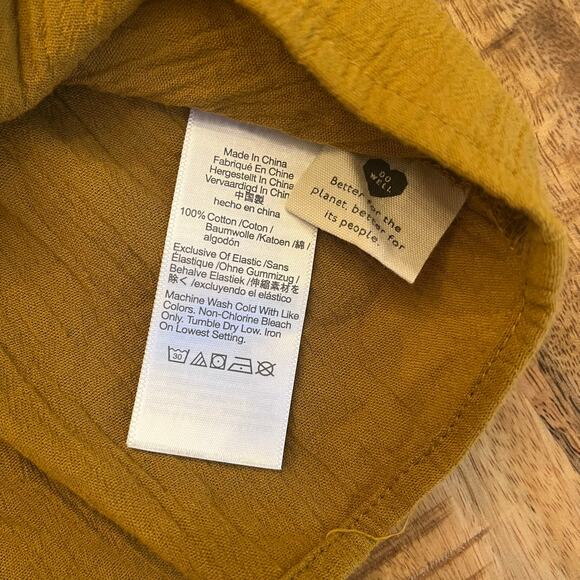 Made In China
Fabriqué En Chine
Hergestellt In China
Vervaardigd In China
中国製
hecho en china
100% Cotton /Coton /
Baumwolle /Katoen /綿 /
algodón
Exclusive Of Elastic /Sans
Élastique /Ohne Gummizug /
Behalve Elastiek /伸縮素材を
除く /excluyendo el elástico
Machine Wash Cold With Like
Colors. Non-Chlorine Bleach
Only. Tumble Dry Low. Iron
On Lowest Setting.
30
DO
WELL
Better for the
planet, better for
its people.